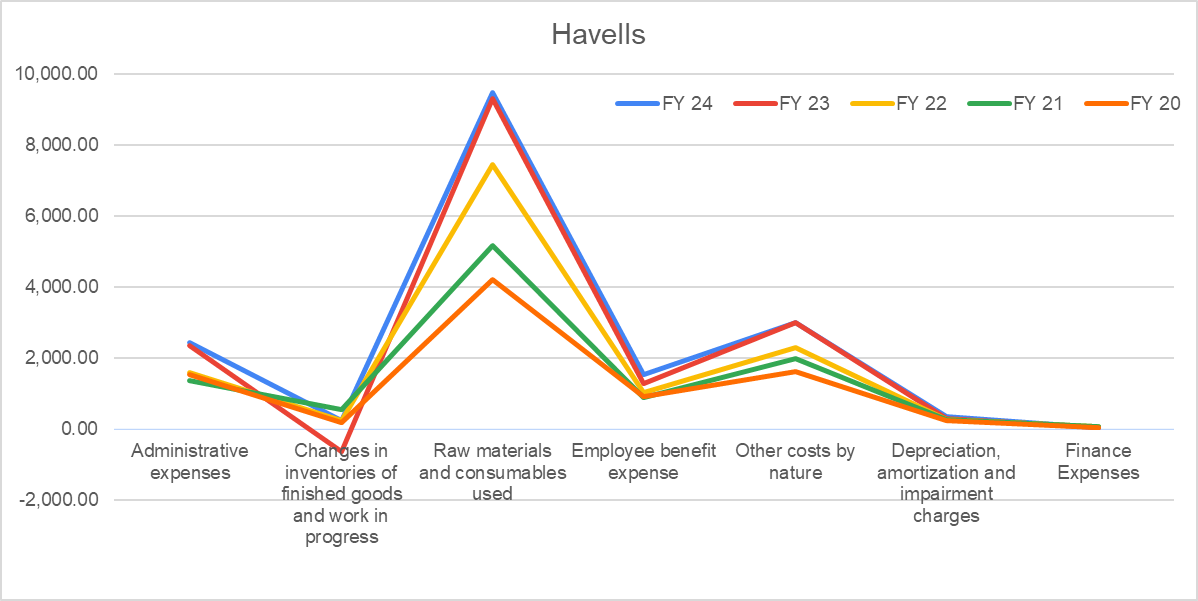 Havells
10,000.00
8,000.00
6,000.00
4,000.00
2,000.00
0.00
-2,000.00
FY 24
FY 23
FY 22
FY 21
FY 20
Administrative
expenses
Changes in
inventories of
finished goods
and work in
progress
Raw materials
and consumables
used
Employee benefit
expense
Other costs by
nature
Depreciation,
amortization and
impairment
charges
Finance
Expenses